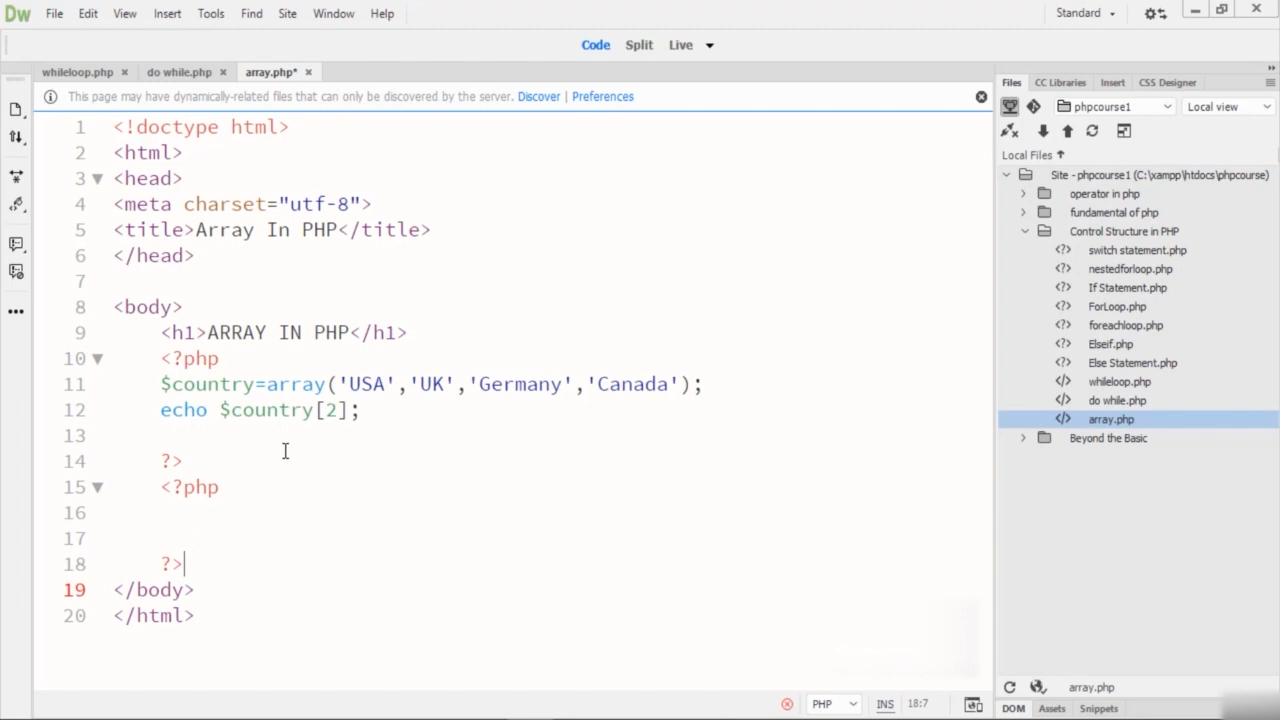 Dw File Edit View Insert Tools Find Site Window Help Standard
Code Split Live
whileloop.php × do while.php × array.php* ×
This page may have dynamically-related files that can only be discovered by the server. Discover | Preferences
1 <!doctype html>
2 <html>
3 <head>
4 <meta charset="utf-8">
5 <title>Array In PHP</title>
6 </head>
7
8 <body>
9 <h1>ARRAY IN PHP</h1>
10 <?php
11 $country=array('USA','UK','Germany','Canada');
12 echo $country[2];
13
14 ?>
15 <?php
16
17
18 ?>
19 </body>
20 </html>
PHP INS 18:7
Files CC Libraries Insert CSS Designer
phpcourse1 Local view
Local Files
Site - phpcourse1 (C:\xampp\htdocs\phpcourse)
operator in php
fundamental of php
Control Structure in PHP
<?> switch statement.php
<?> nestedforloop.php
<?> If Statement.php
<?> ForLoop.php
<?> foreachloop.php
<?> Elseif.php
<?> Else Statement.php
</> whileloop.php
</> do while.php
</> array.php
Beyond the Basic
array.php
DOM Assets Snippets